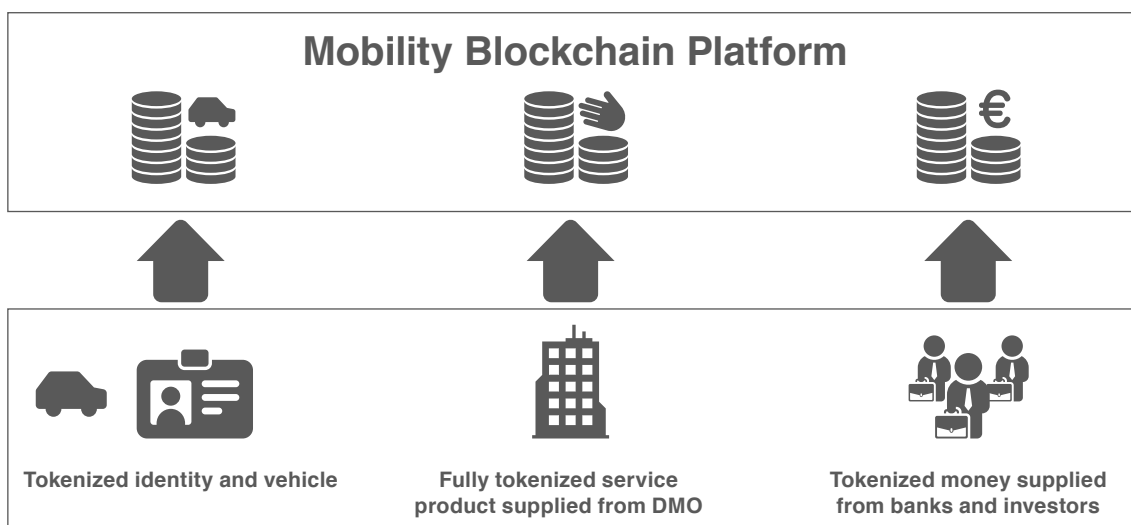 Mobility Blockchain Platform
€
Tokenized identity and vehicle
Fully tokenized service
product supplied from DMO
Tokenized money supplied
from banks and investors